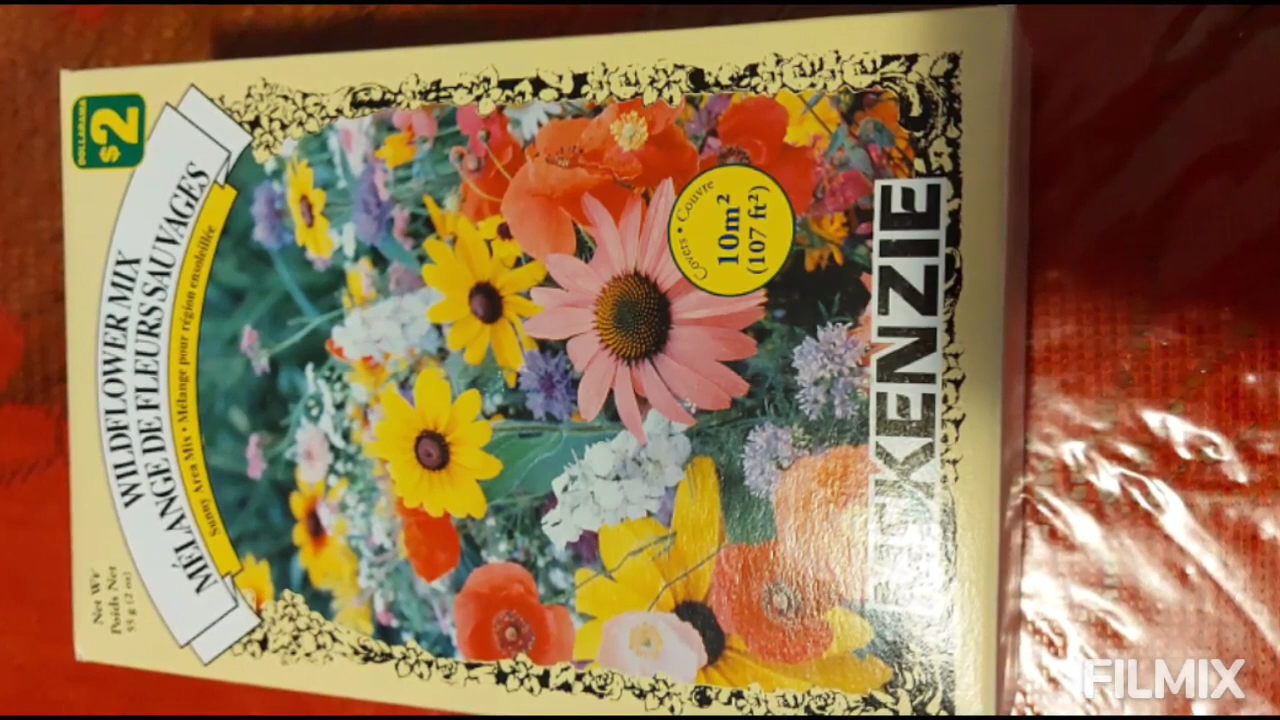 DOLLARAMA
$2
WILDFLOWER MIX
MÉLANGE DE FLEURS SAUVAGES
Sunny Area Mix • Mélange pour région ensoleillée
Net Wt
Poids Net
55 g (2 oz)
Covers • Couvre
10m²
(107 ft²)
KENZIE
FILMIX